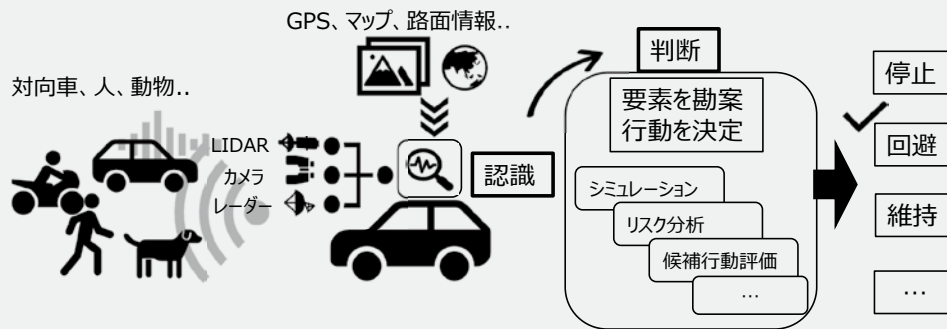 GPS、マップ、路面情報..
対向車、人、動物..
LIDAR
カメラ
レーダー
認識
判断
要素を勘案
行動を決定
シミュレーション
リスク分析
候補行動評価
…
停止
回避
維持
…